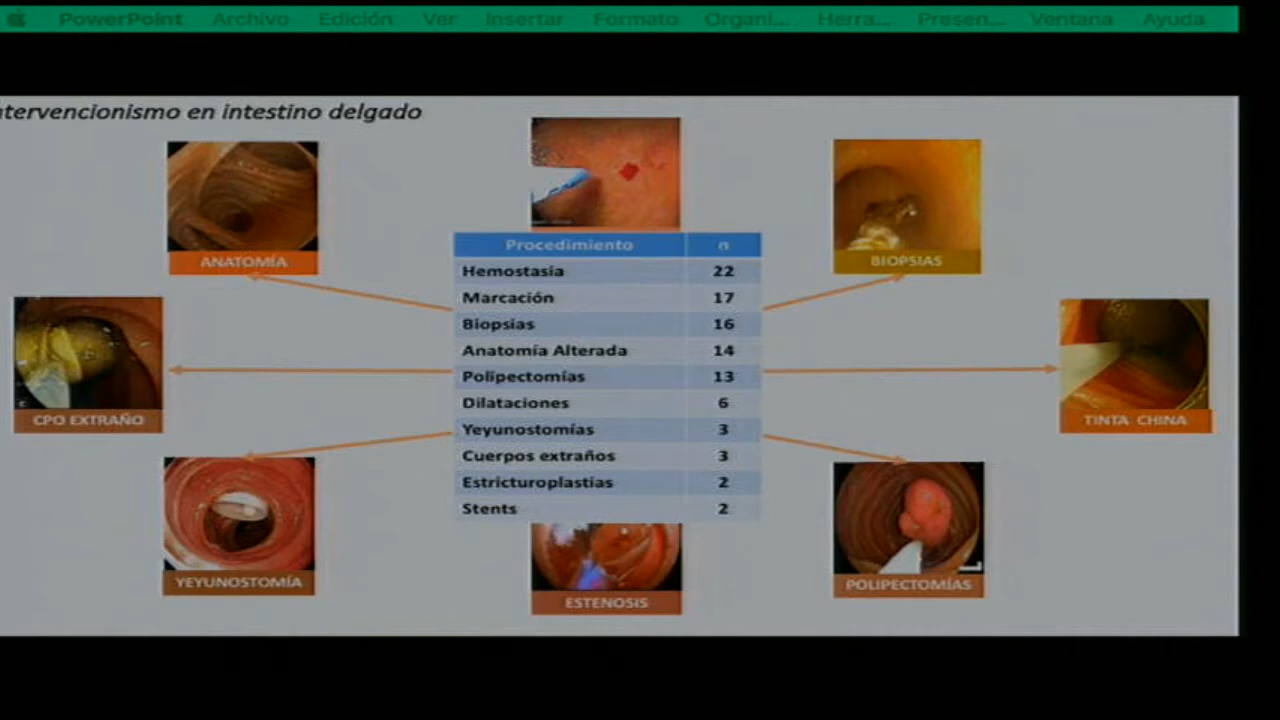 PowerPoint Archivo Edición Ver Insertar Formato Organi... Herra... Presen... Ventana Ayuda
ntervencionismo en intestino delgado
ANATOMÍA
BIOPSIAS
Procedimiento n
Hemostasia 22
Marcación 17
Biopsias 16
Anatomía Alterada 14
Polipectomías 13
Dilataciones 6
Yeyunostomías 3
Cuerpos extraños 3
Estricturoplastias 2
Stents 2
CPO EXTRAÑO
TINTA CHINA
YEYUNOSTOMÍA
ESTENOSIS
POLIPECTOMÍAS